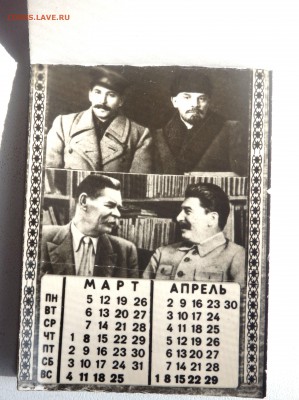 COINS.LAVE.RU
МАРТ АПРЕЛЬ
ПН 5 12 19 26 2 9 16 23 30
ВТ 6 13 20 27 3 10 17 24
СР 7 14 21 28 4 11 18 25
ЧТ 1 8 15 22 29 5 12 19 26
ПТ 2 9 16 23 30 6 13 20 27
СБ 3 10 17 24 31 7 14 21 28
ВС 4 11 18 25 1 8 15 22 29